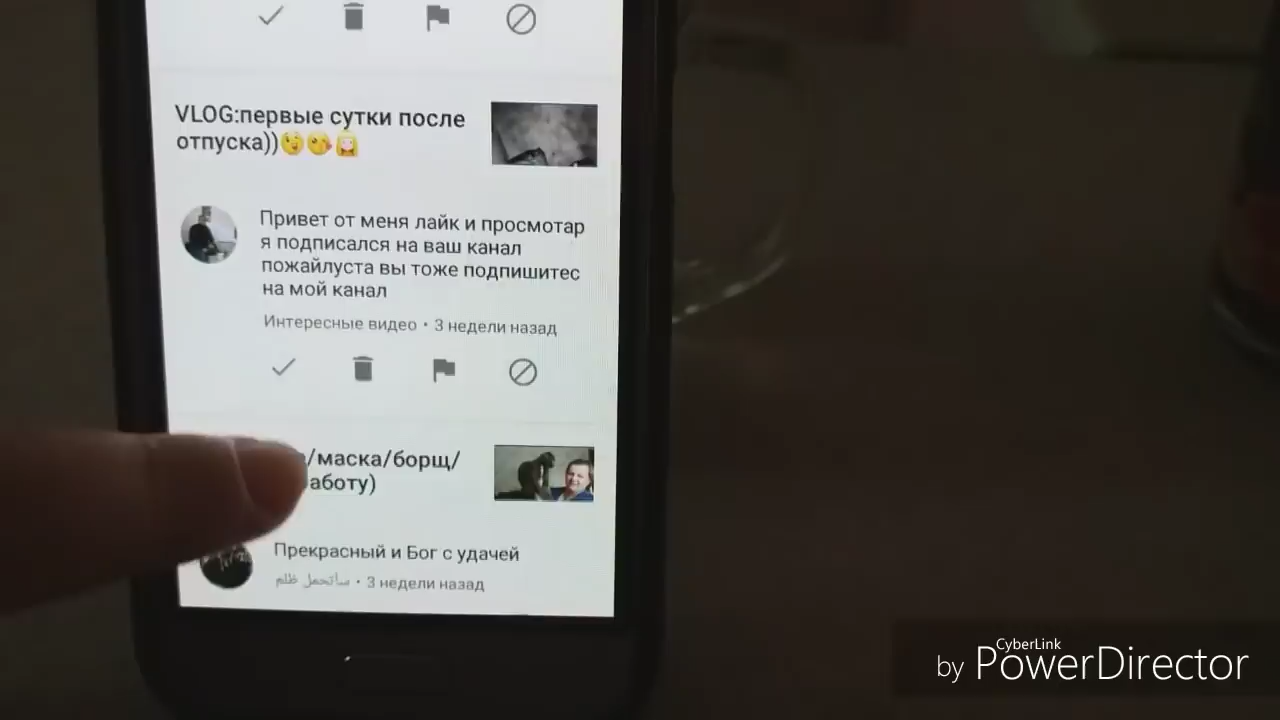 VLOG:первые сутки после
отпуска))😲😘👸
Привет от меня лайк и просмотар
я подписался на ваш канал
пожайлуста вы тоже подпишитес
на мой канал
Интересные видео • 3 недели назад
/маска/борщ/
аботу)
Прекрасный и Бог с удачей
ساتحمل ظلم • 3 недели назад
CyberLink
by PowerDirector